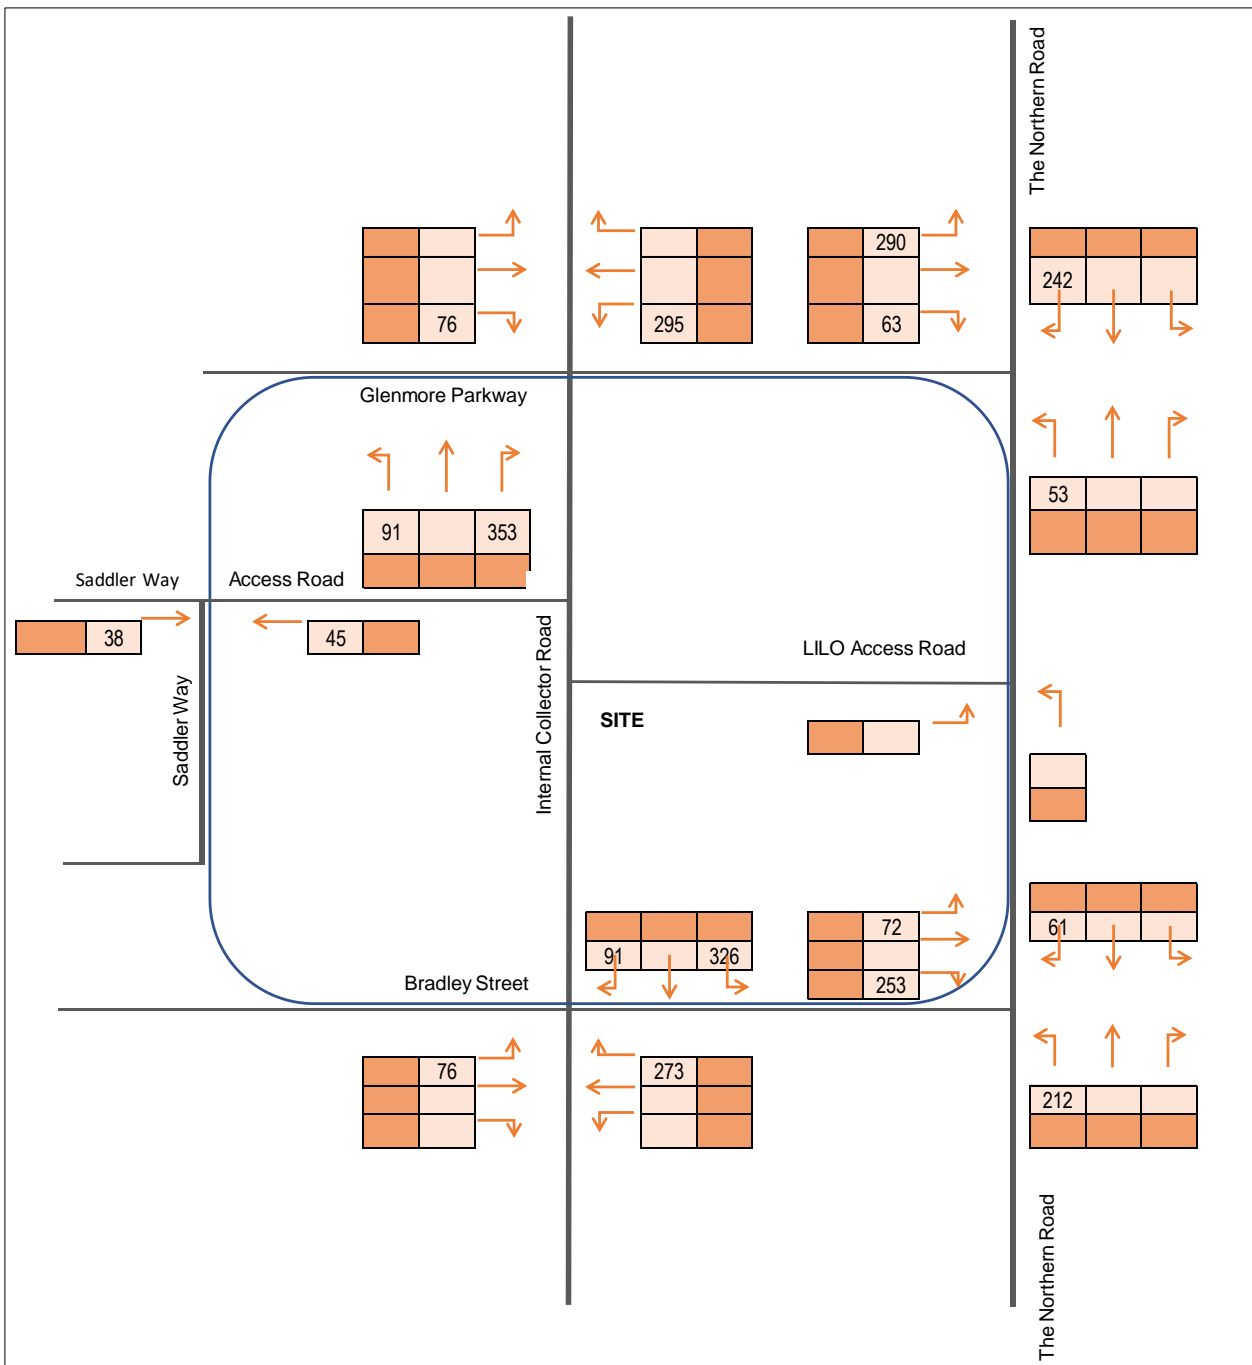 The Northern Road
290
242
76
295
63
Glenmore Parkway
53
91
353
Saddler Way
Access Road
38
45
LILO Access Road
Internal Collector Road
Saddler Way
SITE
72
61
91
326
253
Bradley Street
76
273
212
The Northern Road